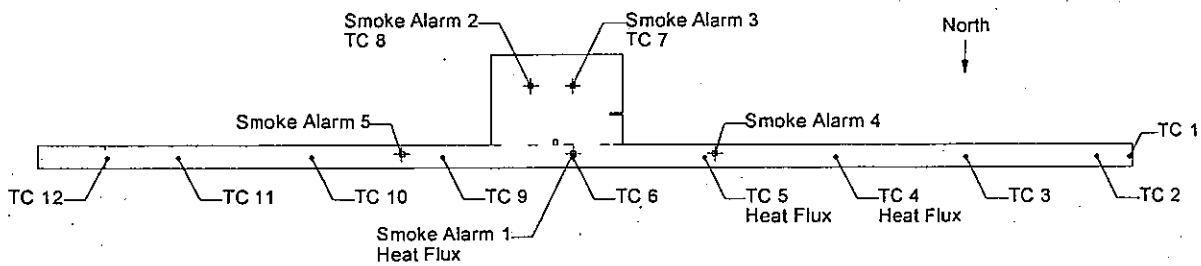 Smoke Alarm 2
TC 8
Smoke Alarm 3
TC 7
North
Smoke Alarm 5
Smoke Alarm 4
TC 1
TC 12
TC 11
TC 10
TC 9
TC 6
TC 5
Heat Flux
TC 4
Heat Flux
TC 3
TC 2
Smoke Alarm 1
Heat Flux